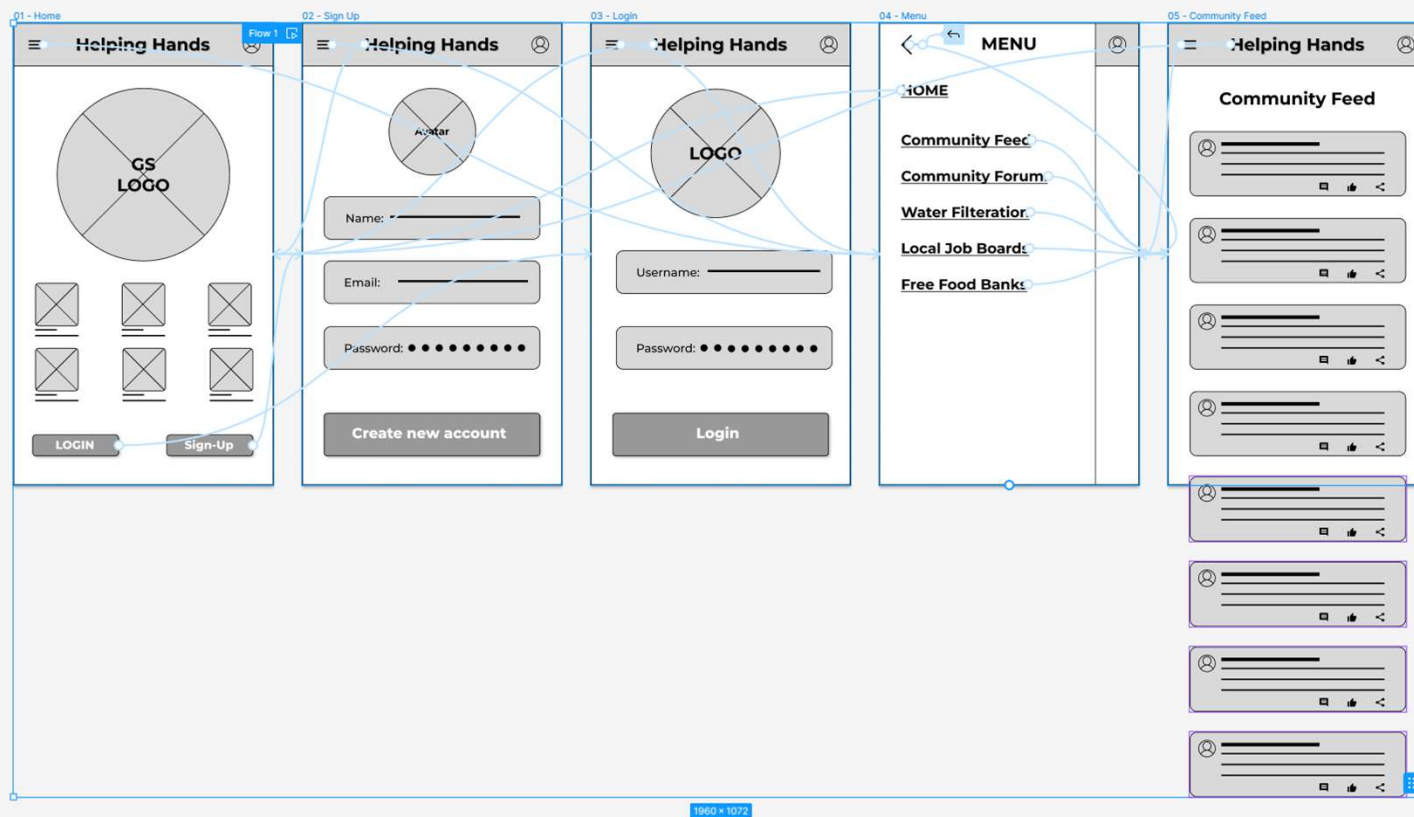 01 - Home
Flow 1
Helping Hands
GS
LOGO
LOGIN
Sign-Up
02 - Sign Up
Helping Hands
Avatar
Name:
Email:
Password:
Create new account
03 - Login
Helping Hands
LOGO
Username:
Password:
Login
04 - Menu
MENU
HOME
Community Feed
Community Forum
Water Filteration
Local Job Boards
Free Food Banks
05 - Community Feed
Helping Hands
Community Feed
1960 × 1072